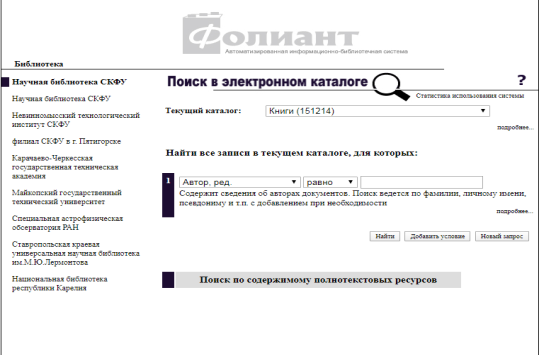 Фолиант
Автоматизированная информационно-библиотечная система
Библиотека
Научная библиотека СКФУ
Научная библиотека СКФУ
Невинномысский технологический
институт СКФУ
филиал СКФУ в г. Пятигорске
Карачаево-Черкесская
государственная техническая
академия
Майкопский государственный
технический университет
Специальная астрофизическая
обсерватория РАН
Ставропольская краевая
универсальная научная библиотека
им.М.Ю.Лермонтова
Национальная библиотека
республики Карелия
Поиск в электронном каталоге
?
Статистика использования системы
Текущий каталог:
Книги (151214)
подробнее...
Найти все записи в текущем каталоге, для которых:
1
Автор, ред.
равно
Содержит сведения об авторах документов. Поиск ведется по фамилии, личному имени,
псевдониму и т.п. с добавлением при необходимости
подробнее...
Найти
Добавить условие
Новый запрос
Поиск по содержимому полнотекстовых ресурсов